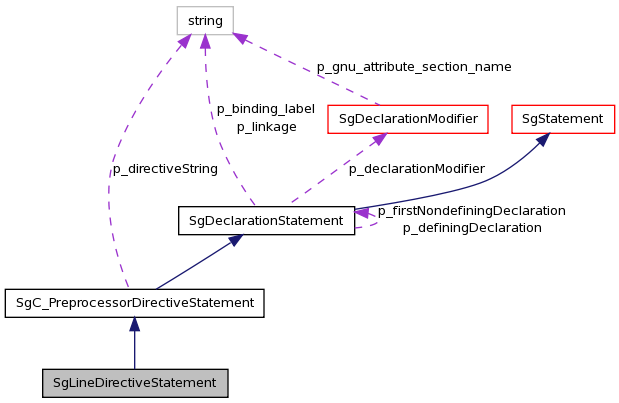 string
p_gnu_attribute_section_name
p_binding_label
p_linkage
SgDeclarationModifier
SgStatement
p_directiveString
p_declarationModifier
SgDeclarationStatement
p_firstNondefiningDeclaration
p_definingDeclaration
SgC_PreprocessorDirectiveStatement
SgLineDirectiveStatement